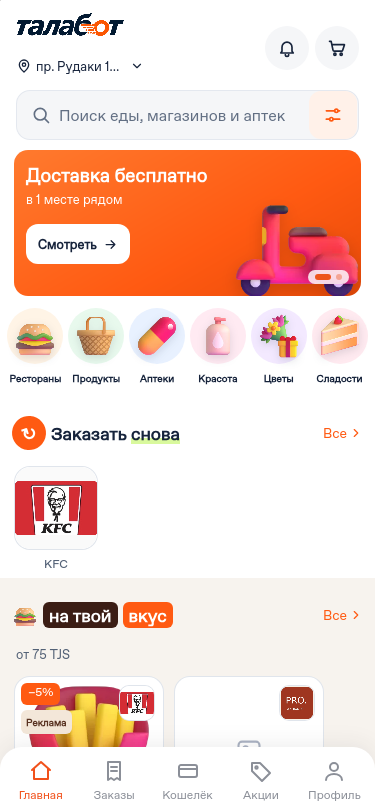 талабот
пр. Рудаки 1...
Поиск еды, магазинов и аптек
Доставка бесплатно
в 1 месте рядом
Смотреть
Рестораны
Продукты
Аптеки
Красота
Цветы
Сладости
Заказать снова
Все
KFC
KFC
на твой вкус
Все
от 75 TJS
-5%
KFC
PRO.
Реклама
Главная
Заказы
Кошелёк
Акции
Профиль